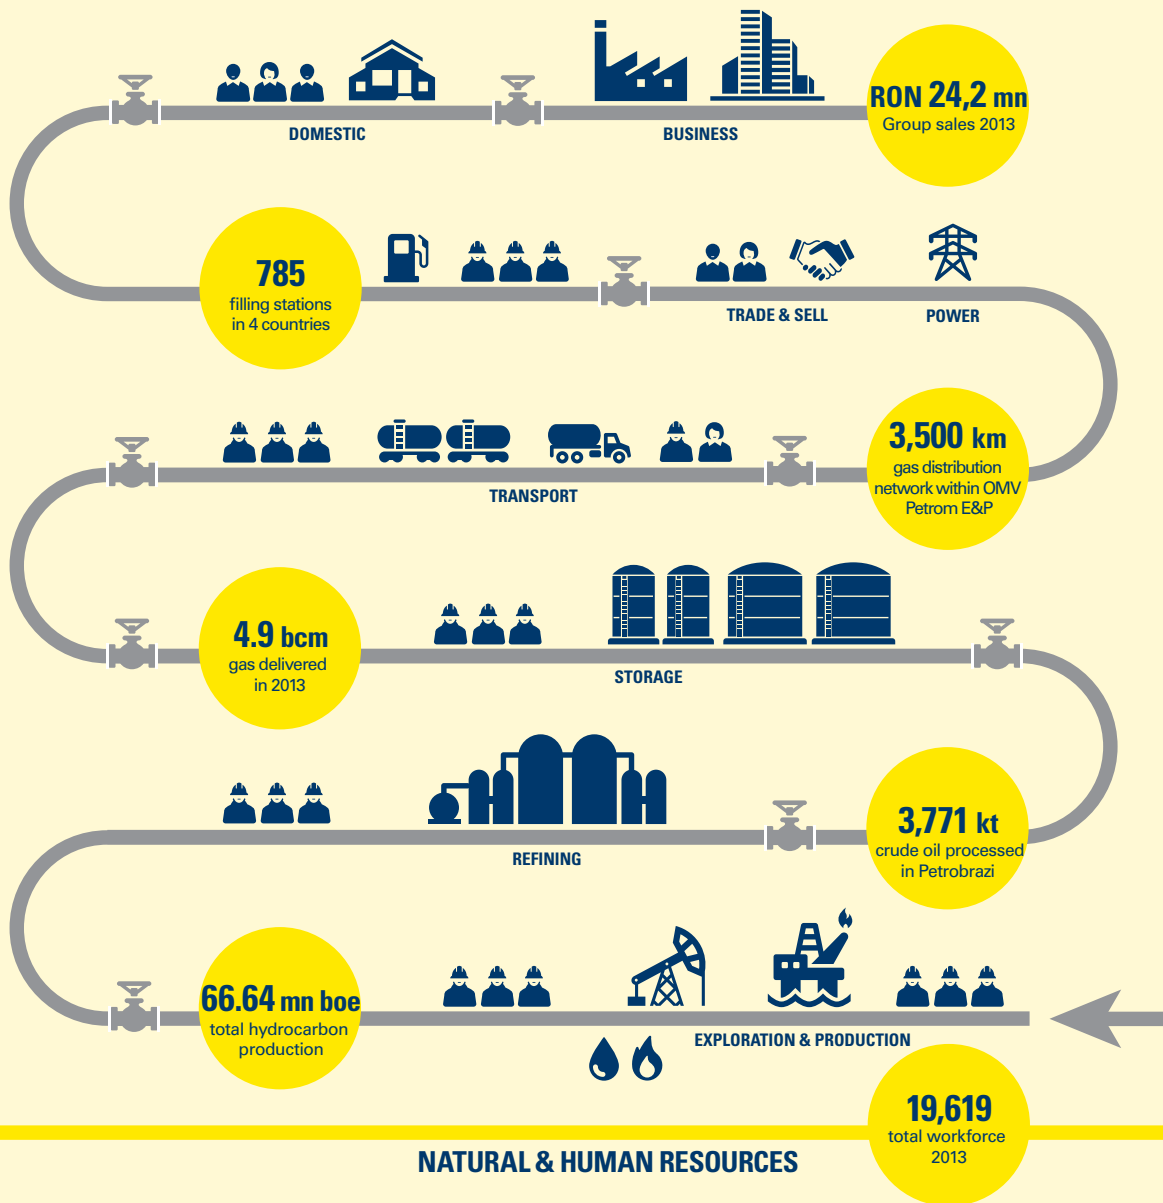 RON 24,2 mn
Group sales 2013
DOMESTIC
BUSINESS
785
filling stations
in 4 countries
TRADE & SELL
POWER
3,500 km
gas distribution
network within OMV
Petrom E&P
TRANSPORT
4.9 bcm
gas delivered
in 2013
STORAGE
3,771 kt
crude oil processed
in Petrobrazi
REFINING
66.64 mn boe
total hydrocarbon
production
EXPLORATION & PRODUCTION
19,619
total workforce
2013
NATURAL & HUMAN RESOURCES